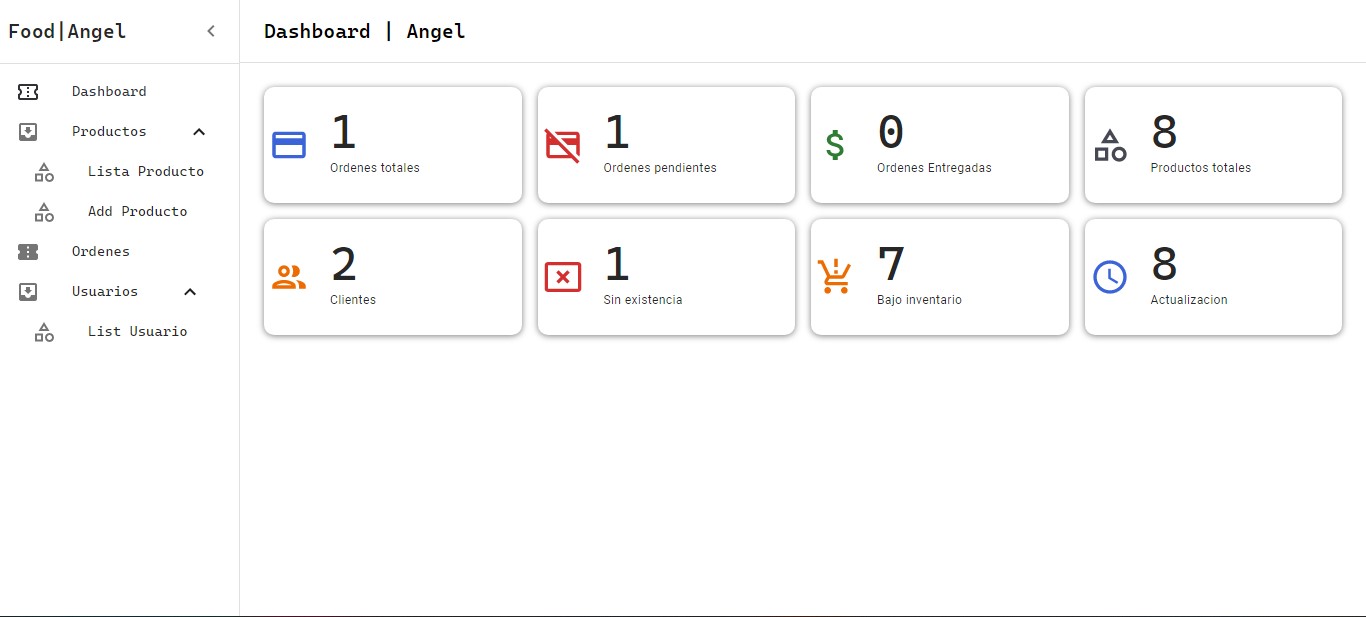 Food|Angel
Dashboard | Angel
Dashboard
Productos
Lista Producto
Add Producto
Ordenes
Usuarios
List Usuario
1
Ordenes totales
1
Ordenes pendientes
0
Ordenes Entregadas
8
Productos totales
2
Clientes
1
Sin existencia
7
Bajo inventario
8
Actualizacion